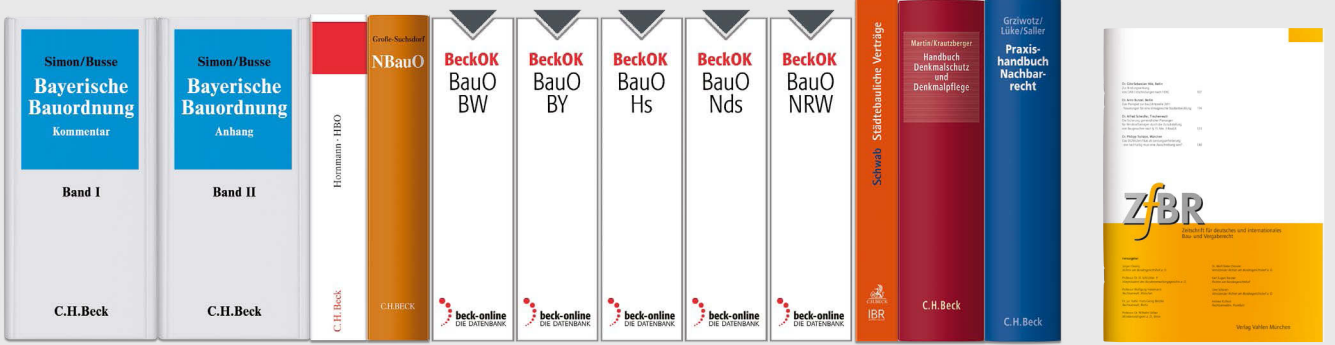 Simon/Busse
Bayerische
Bauordnung
Kommentar
Band I
C.H.Beck
Simon/Busse
Bayerische
Bauordnung
Anhang
Band II
C.H.Beck
Hornmann · HBO
C.H.Beck
Große-Suchsdorf
NBauO
C.H.BECK
BeckOK
BauO
BW
beck-online
DIE DATENBANK
BeckOK
BauO
BY
beck-online
DIE DATENBANK
BeckOK
BauO
Hs
beck-online
DIE DATENBANK
BeckOK
BauO
Nds
beck-online
DIE DATENBANK
BeckOK
BauO
NRW
beck-online
DIE DATENBANK
Schwab Städtebauliche Verträge
C.H.BECK
IBR
Martin/Krautzberger
Handbuch
Denkmalschutz
und
Denkmalpflege
C.H.Beck
Grziwotz/
Lüke/Saller
Praxis-
handbuch
Nachbar-
recht
C.H.Beck
ZfBR
Zeitschrift für deutsches und internationales
Bau- und Vergaberecht
Verlag Vahlen München